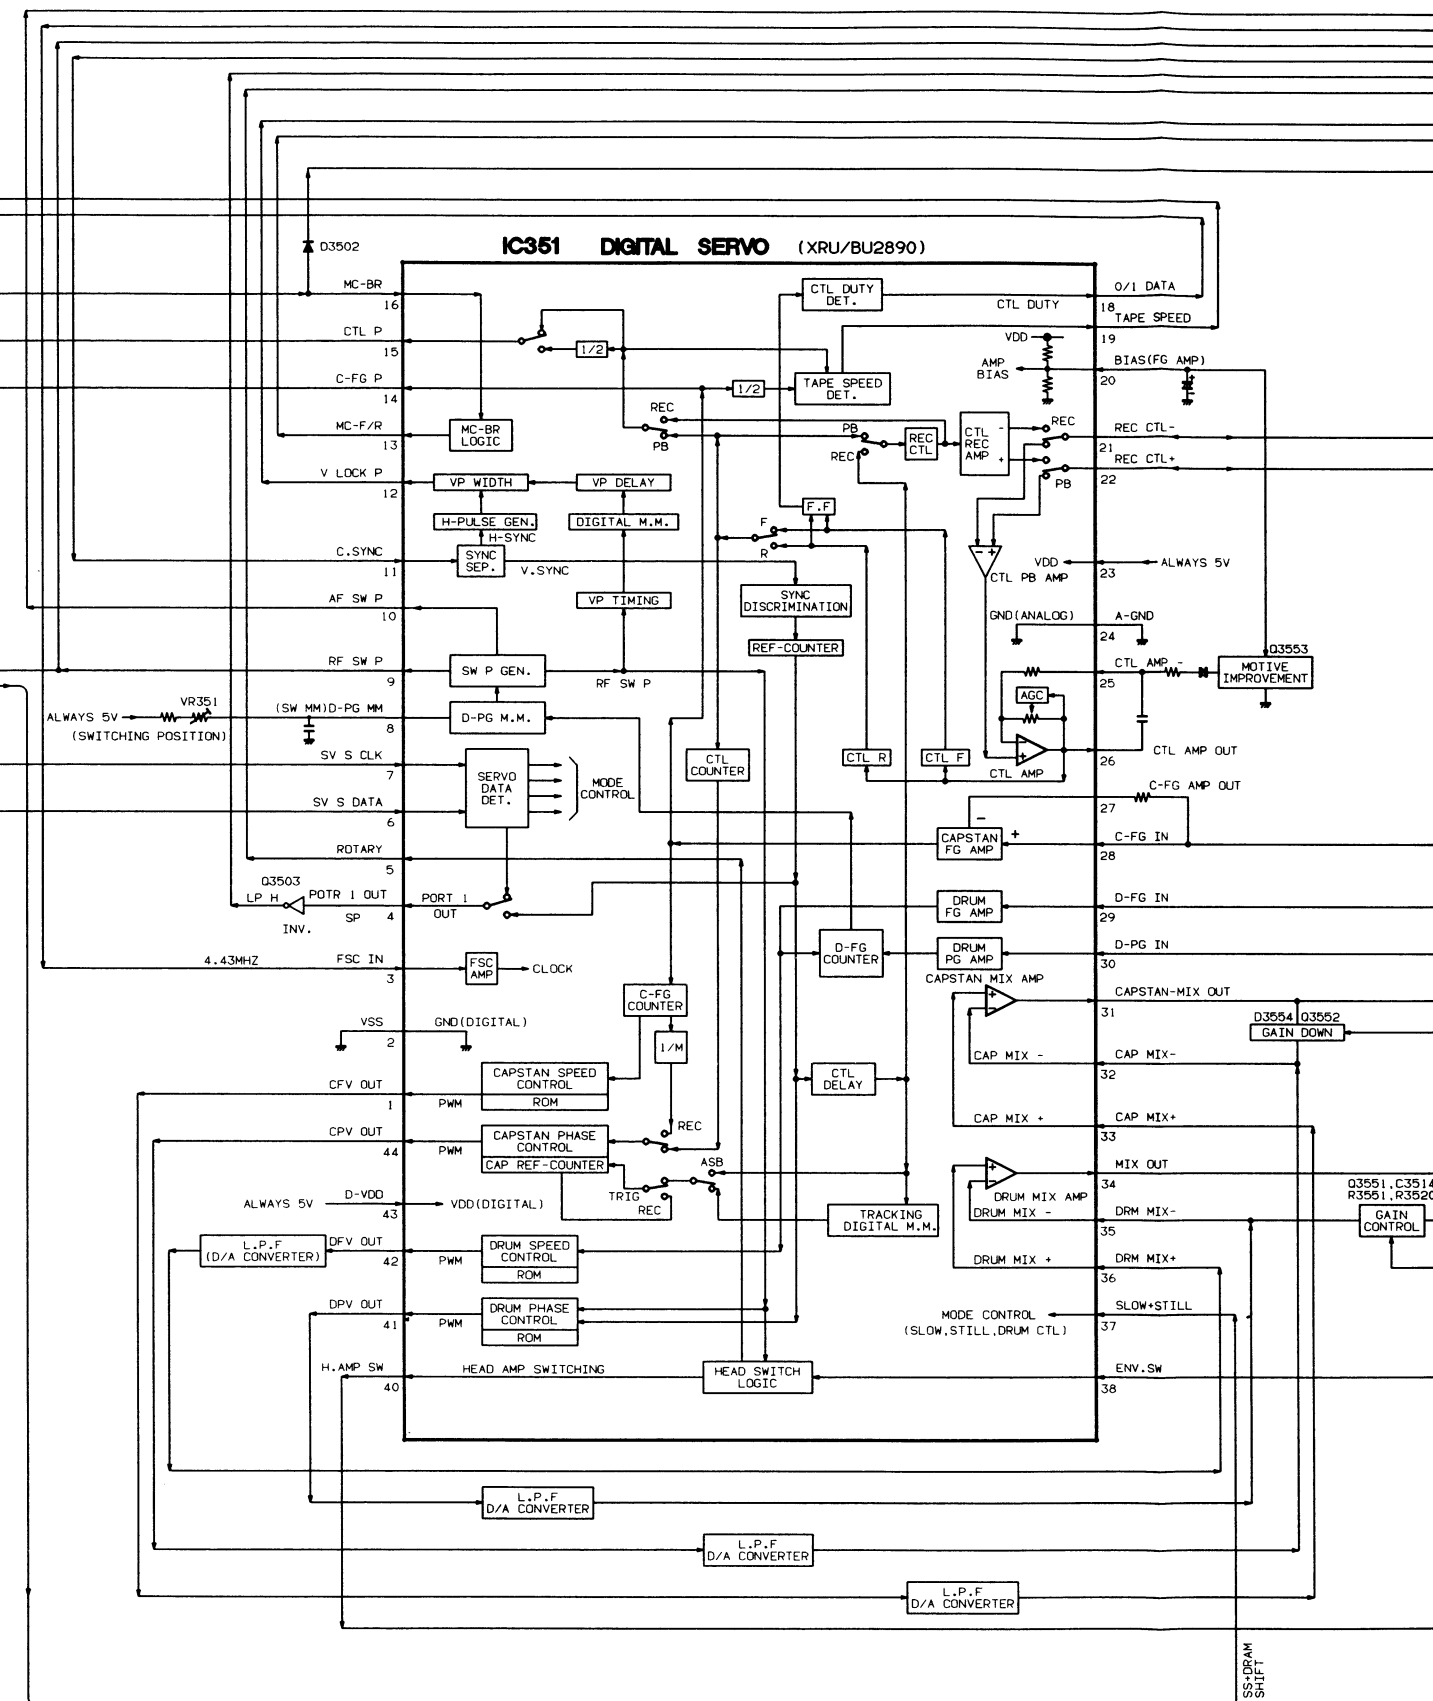 D3502
IC351 DIGITAL SERVO (XRU/BU2890)
MC-BR
16
CTL P
15
C-FG P
14
MC-F/R
13
V LOCK P
12
C.SYNC
11
AF SW P
10
RF SW P
9
(SW MM)D-PG MM
8
VR351
ALWAYS 5V
(SWITCHING POSITION)
SV S CLK
7
SV S DATA
6
ROTARY
5
Q3503
LP H
POTR 1 OUT
SP
4
INV.
4.43MHZ
FSC IN
3
VSS
2
GND(DIGITAL)
CFV OUT
1
PWM
CPV OUT
44
PWM
ALWAYS 5V
D-VDD
43
VDD(DIGITAL)
L.P.F
(D/A CONVERTER)
DFV OUT
42
PWM
DPV OUT
41
PWM
H.AMP SW
40
HEAD AMP SWITCHING
CTL DUTY
DET.
CTL DUTY
1/2
1/2
TAPE SPEED
DET.
MC-BR
LOGIC
REC
PB
PB
REC
REC
CTL
CTL
REC
AMP
-
+
REC
PB
VDD
AMP
BIAS
VP WIDTH
VP DELAY
H-PULSE GEN.
DIGITAL M.M.
H-SYNC
SYNC
SEP.
V.SYNC
F.F
F
R
- +
CTL PB AMP
VDD
VP TIMING
SYNC
DISCRIMINATION
REF-COUNTER
GND(ANALOG)
SW P GEN.
RF SW P
D-PG M.M.
AGC
SERVO
DATA
DET.
MODE
CONTROL
CTL
COUNTER
CTL R
CTL F
-
+
CTL AMP
CAPSTAN
FG AMP
-
+
PORT 1
OUT
DRUM
FG AMP
D-FG
COUNTER
DRUM
PG AMP
FSC
AMP
CLOCK
CAPSTAN MIX AMP
+
-
C-FG
COUNTER
1/M
CAP MIX -
CAPSTAN SPEED
CONTROL
ROM
CTL
DELAY
CAP MIX +
CAPSTAN PHASE
CONTROL
CAP REF-COUNTER
REC
ASB
TRIG
REC
+
-
DRUM MIX AMP
DRUM MIX -
TRACKING
DIGITAL M.M.
DRUM SPEED
CONTROL
ROM
DRUM MIX +
DRUM PHASE
CONTROL
ROM
MODE CONTROL
(SLOW,STILL,DRUM CTL)
HEAD SWITCH
LOGIC
0/1 DATA
18
TAPE SPEED
19
BIAS(FG AMP)
20
REC CTL-
21
REC CTL+
22
ALWAYS 5V
23
A-GND
24
CTL AMP -
25
Q3553
MOTIVE
IMPROVEMENT
CTL AMP OUT
26
C-FG AMP OUT
27
C-FG IN
28
D-FG IN
29
D-PG IN
30
CAPSTAN-MIX OUT
31
D3554 Q3552
GAIN DOWN
CAP MIX-
32
CAP MIX+
33
MIX OUT
34
Q3551,C3514
R3551,R3520
GAIN
CONTROL
DRM MIX-
35
DRM MIX+
36
SLOW+STILL
37
ENV.SW
38
L.P.F
D/A CONVERTER
L.P.F
D/A CONVERTER
L.P.F
D/A CONVERTER
SS+DRAM
SHIFT